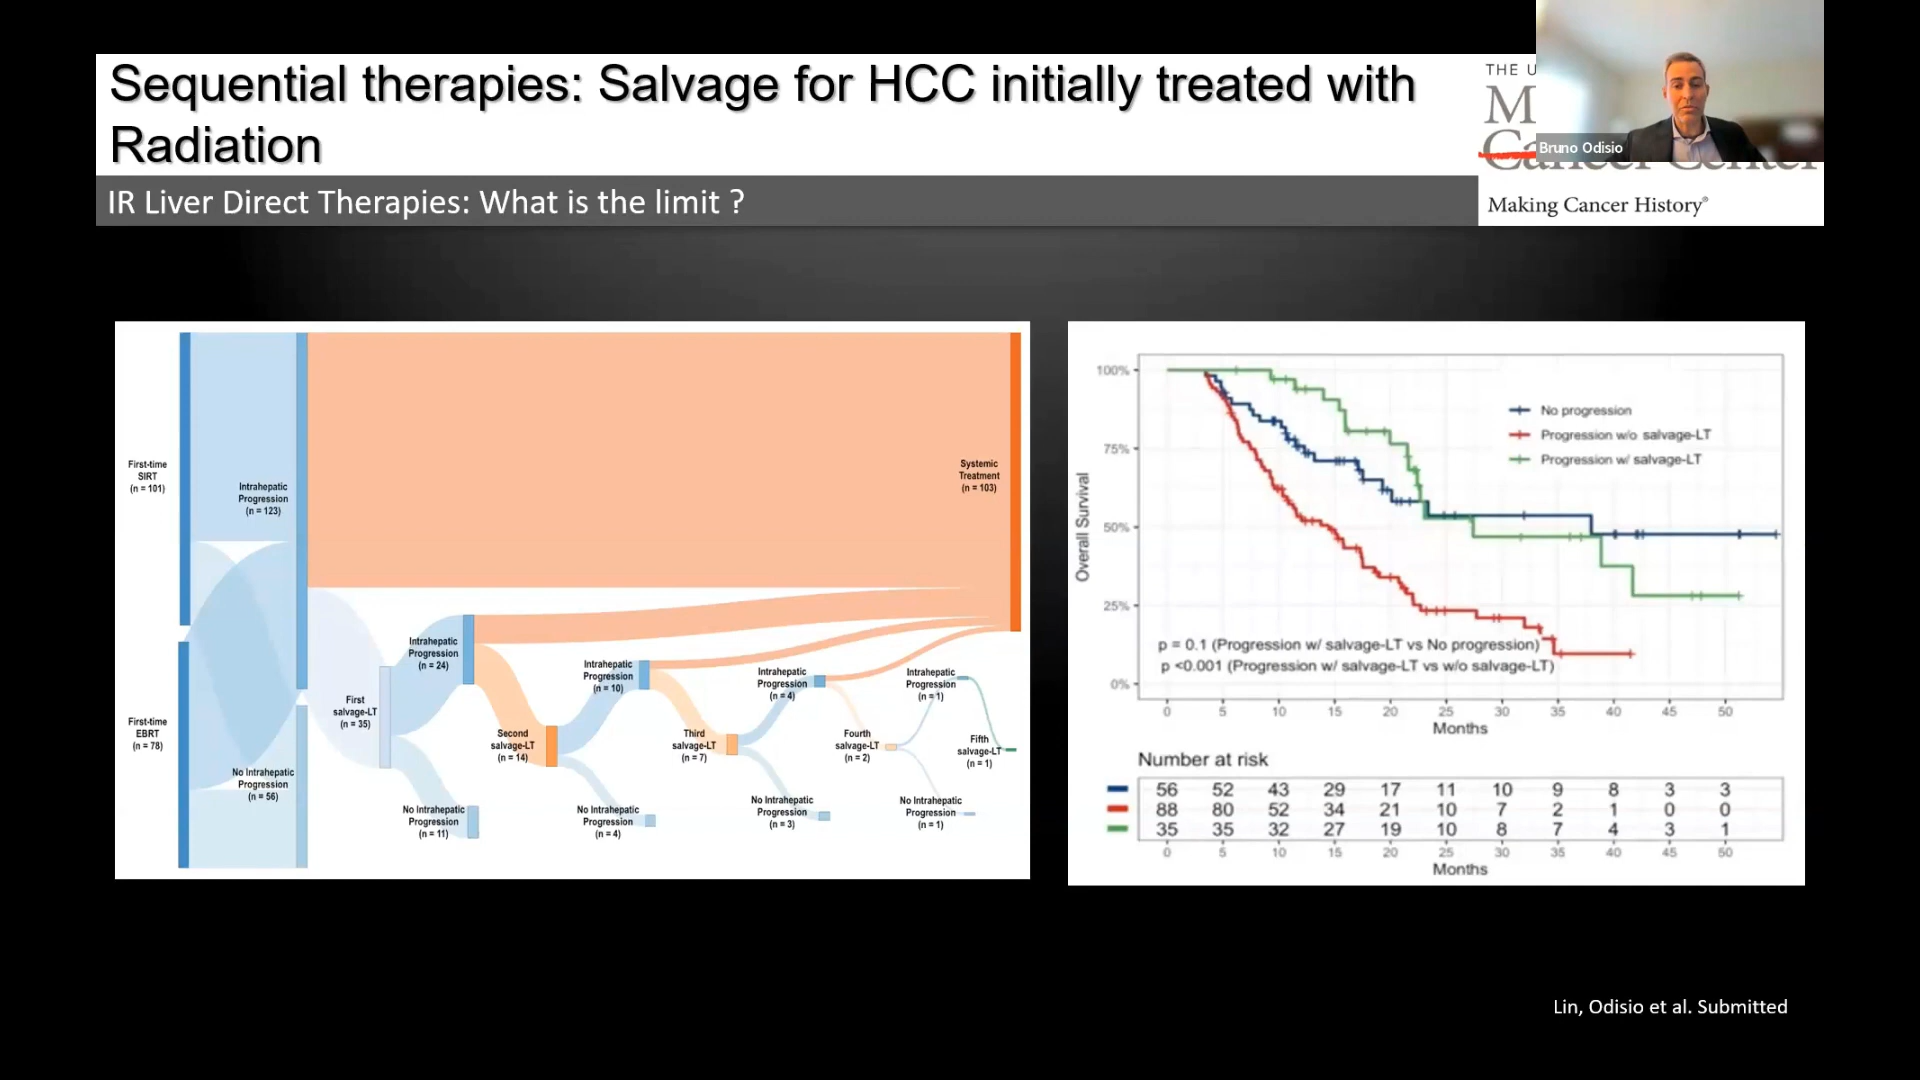 Sequential therapies: Salvage for HCC initially treated with
Radiation
IR Liver Direct Therapies: What is the limit ?
THE U
M
Cancer Center
Making Cancer History®
Bruno Odisio
First-time
SIRT
(n = 101)
Intrahepatic
Progression
(n = 123)
Systemic
Treatment
(n = 103)
First-time
EBRT
(n = 78)
No Intrahepatic
Progression
(n = 56)
First
salvage-LT
(n = 35)
Intrahepatic
Progression
(n = 24)
No Intrahepatic
Progression
(n = 11)
Second
salvage-LT
(n = 14)
Intrahepatic
Progression
(n = 10)
No Intrahepatic
Progression
(n = 4)
Third
salvage-LT
(n = 7)
Intrahepatic
Progression
(n = 4)
No Intrahepatic
Progression
(n = 3)
Fourth
salvage-LT
(n = 2)
Intrahepatic
Progression
(n = 1)
No Intrahepatic
Progression
(n = 1)
Fifth
salvage-LT
(n = 1)
Overall Survival
100%
75%
50%
25%
0%
No progression
Progression w/o salvage-LT
Progression w/ salvage-LT
p = 0.1 (Progression w/ salvage-LT vs No progression)
p <0.001 (Progression w/ salvage-LT vs w/o salvage-LT)
0 5 10 15 20 25 30 35 40 45 50
Months
Number at risk
56 52 43 29 17 11 10 9 8 3 3
88 80 52 34 21 10 7 2 1 0 0
35 35 32 27 19 10 8 7 4 3 1
0 5 10 15 20 25 30 35 40 45 50
Months
Lin, Odisio et al. Submitted